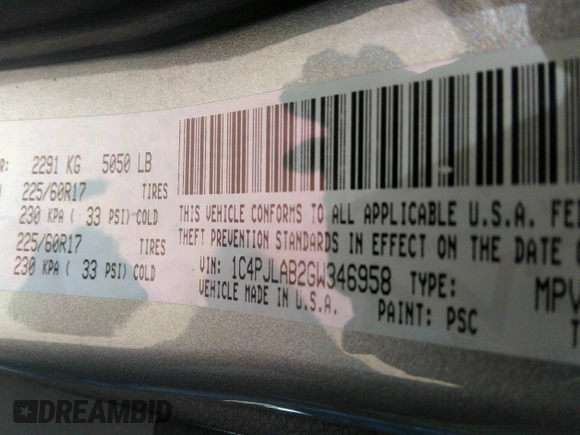 R: 2291 KG 5050 LB
225/60R17 TIRES
230 KPA ( 33 PSI) COLD
225/60R17 TIRES
230 KPA ( 33 PSI) COLD
THIS VEHICLE CONFORMS TO ALL APPLICABLE U.S.A. FE
THEFT PREVENTION STANDARDS IN EFFECT ON THE DATE
VIN: 1C4PJLAB2GW346958 TYPE: MPV
VEHICLE MADE IN U.S.A. PAINT: PSC T
DREAMBID